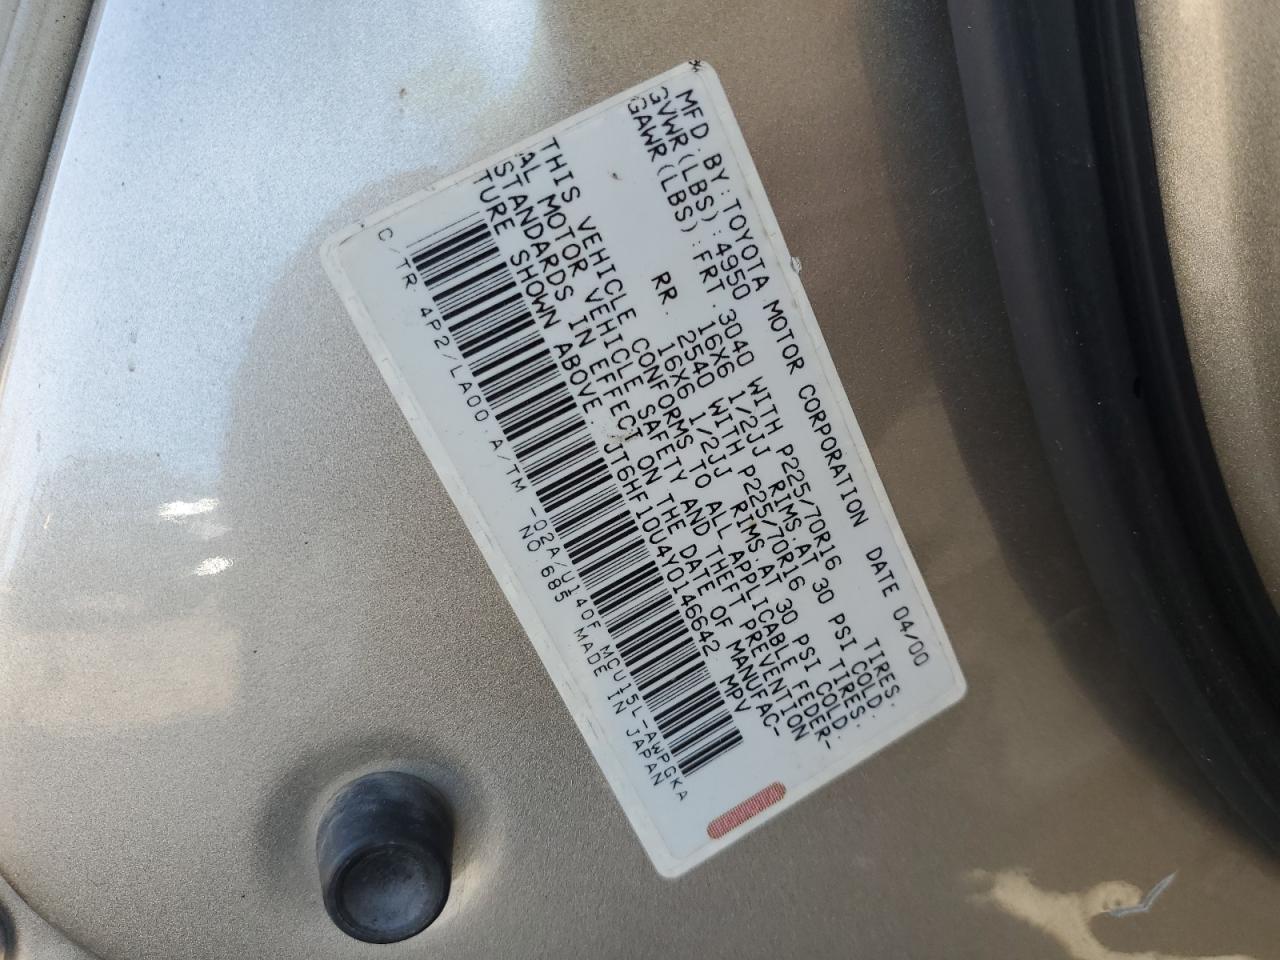 MFD. BY: TOYOTA MOTOR CORPORATION DATE 04/00
GVWR(LBS): 4950
GAWR(LBS): FRT. 3040 WITH P225/70R16 TIRES.
16X6 1/2JJ RIMS.AT 30 PSI COLD.
RR. 2540 WITH P225/70R16 TIRES.
16X6 1/2JJ RIMS.AT 30 PSI COLD.
THIS VEHICLE CONFORMS TO ALL APPLICABLE FEDER-
AL MOTOR VEHICLE SAFETY AND THEFT PREVENTION
STANDARDS IN EFFECT ON THE DATE OF MANUFAC-
TURE SHOWN ABOVE JT6HF10U4Y0146642 MPV
C/TR. 4P2/LA00 A/TM -02A/U140F MCU15L-AWPGKA
NO 685 MADE IN JAPAN